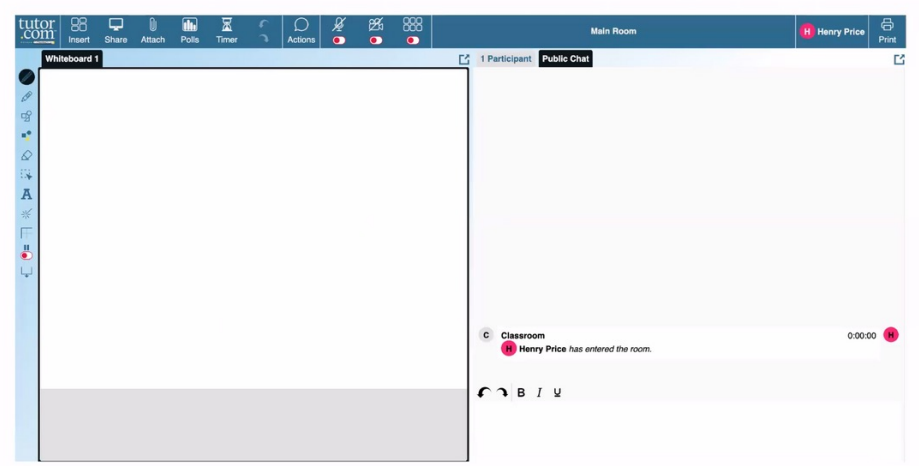 tutor
.com
Insert
Share
Attach
Polls
Timer
Actions
Main Room
H Henry Price
Print
Whiteboard 1
1 Participant
Public Chat
A
C Classroom 0:00:00 H
H Henry Price has entered the room.
B I U